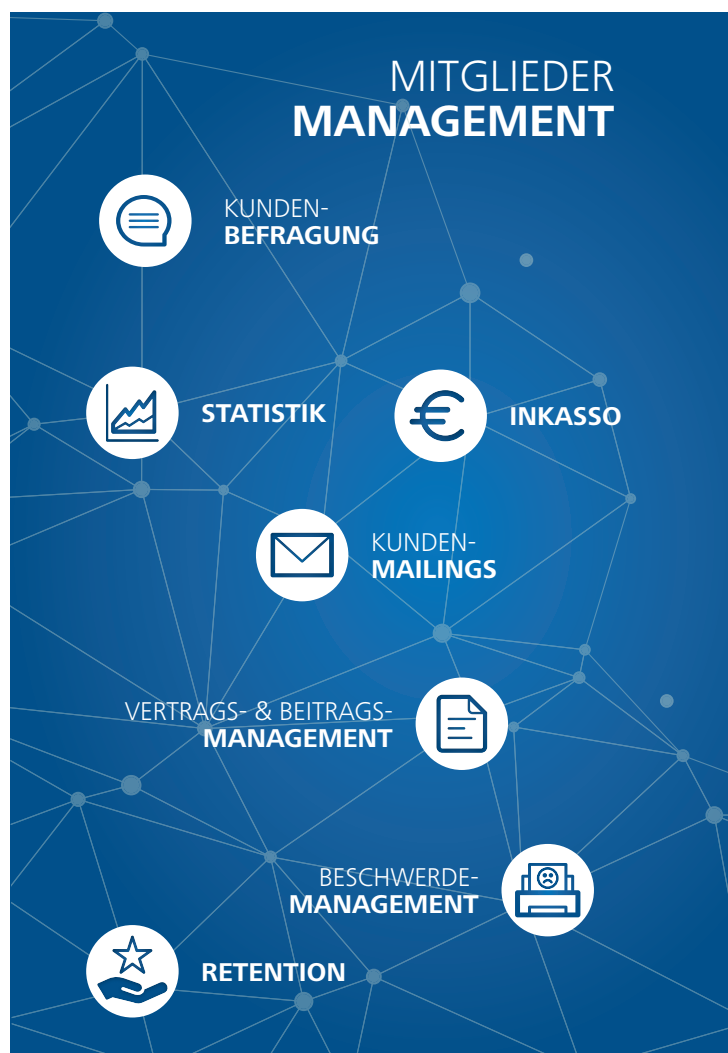 MITGLIEDER
MANAGEMENT
KUNDEN-
BEFRAGUNG
STATISTIK
INKASSO
KUNDEN-
MAILINGS
VERTRAGS- & BEITRAGS-
MANAGEMENT
BESCHWERDE-
MANAGEMENT
RETENTION